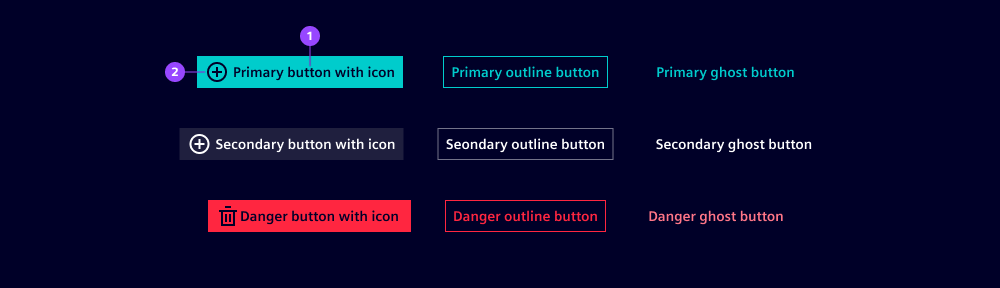 1
2
Primary button with icon
Primary outline button
Primary ghost button
Secondary button with icon
Seondary outline button
Secondary ghost button
Danger button with icon
Danger outline button
Danger ghost button